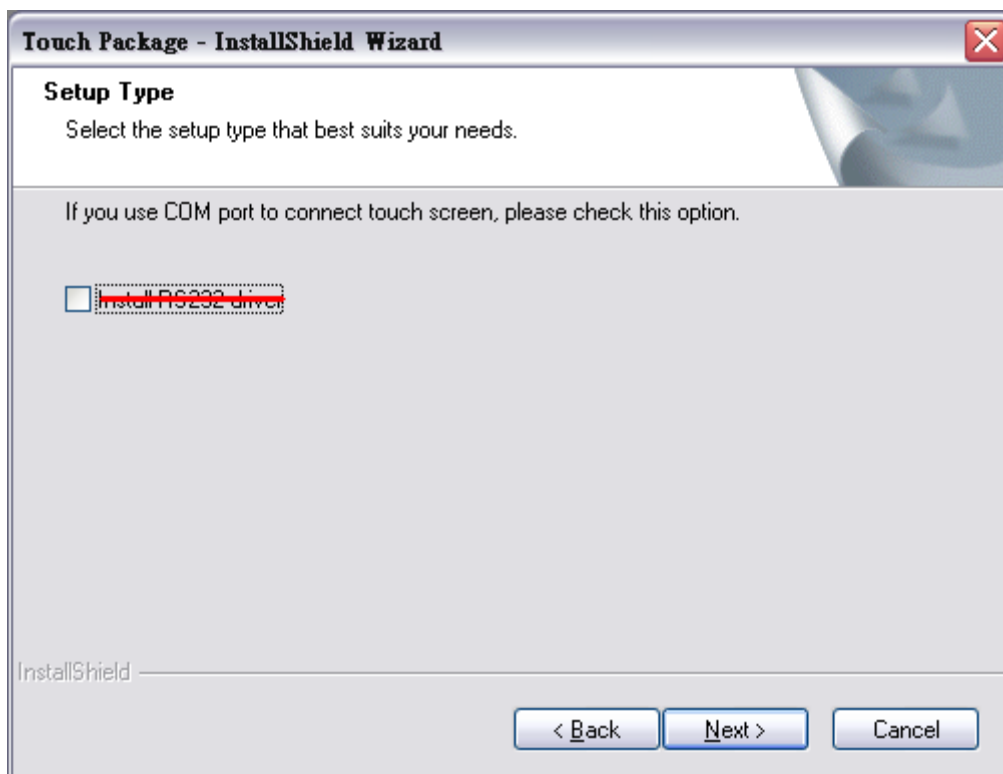 Touch Package - InstallShield Wizard
Setup Type
Select the setup type that best suits your needs.
If you use COM port to connect touch screen, please check this option.
Install RS232 driver
InstallShield
< Back
Next >
Cancel